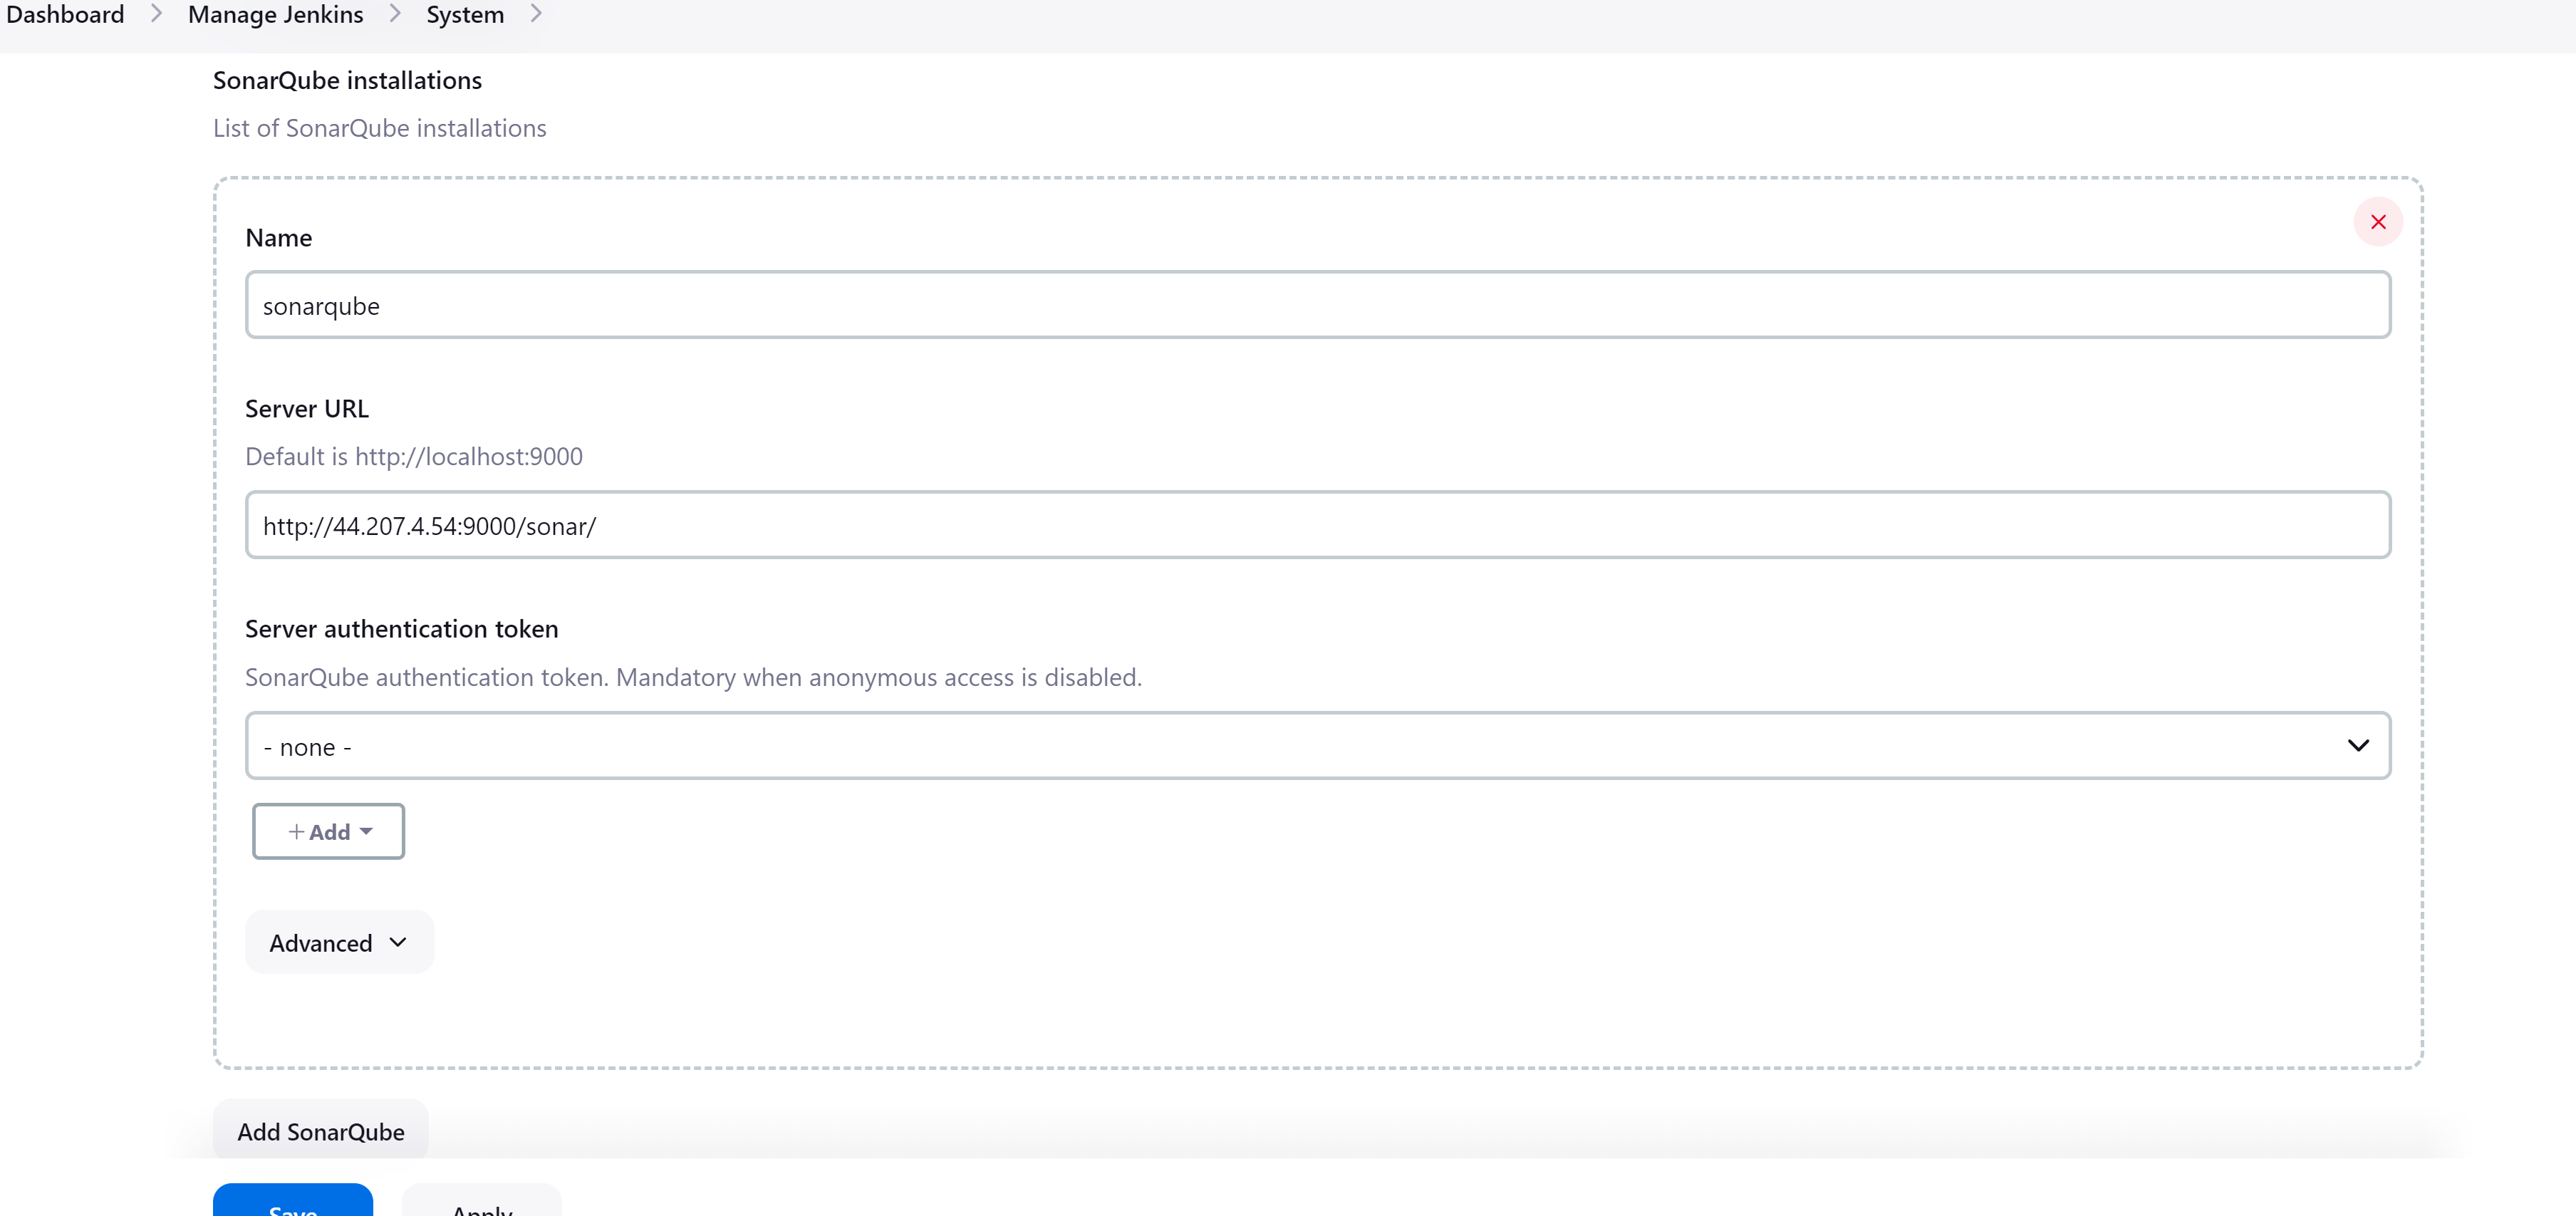 Dashboard > Manage Jenkins > System >
SonarQube installations
List of SonarQube installations
Name
sonarqube
Server URL
Default is http://localhost:9000
http://44.207.4.54:9000/sonar/
Server authentication token
SonarQube authentication token. Mandatory when anonymous access is disabled.
- none -
+ Add
Advanced
Add SonarQube
Save Apply